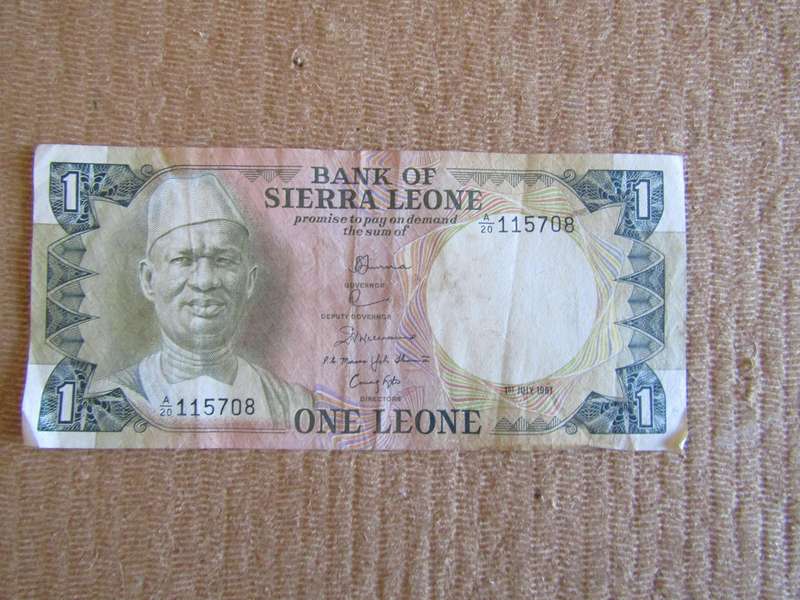 1
BANK OF
SIERRA LEONE
promise to pay on demand
the sum of
1
A/20 115708
GOVERNOR
DEPUTY GOVERNOR
DIRECTORS
1ST JULY 1981
1
A/20 115708
ONE LEONE
1